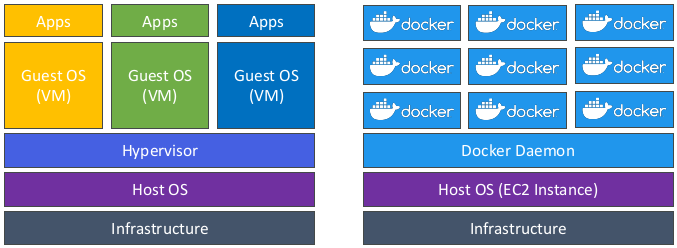 Apps
Apps
Apps
Guest OS
(VM)
Guest OS
(VM)
Guest OS
(VM)
Hypervisor
Host OS
Infrastructure
docker
docker
docker
docker
docker
docker
docker
docker
docker
Docker Daemon
Host OS (EC2 Instance)
Infrastructure